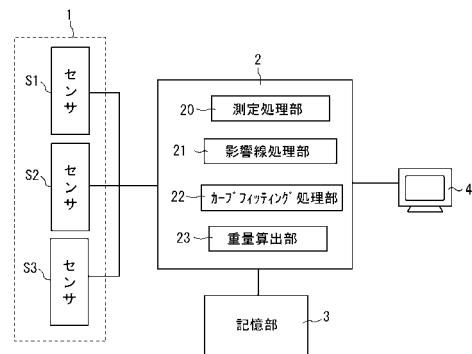 1
S1
センサ
S2
センサ
S3
センサ
2
20
測定処理部
21
影響線処理部
22
ｶｰﾌﾞﾌｨｯﾃｨﾝｸﾞ処理部
23
重量算出部
記憶部
3
4